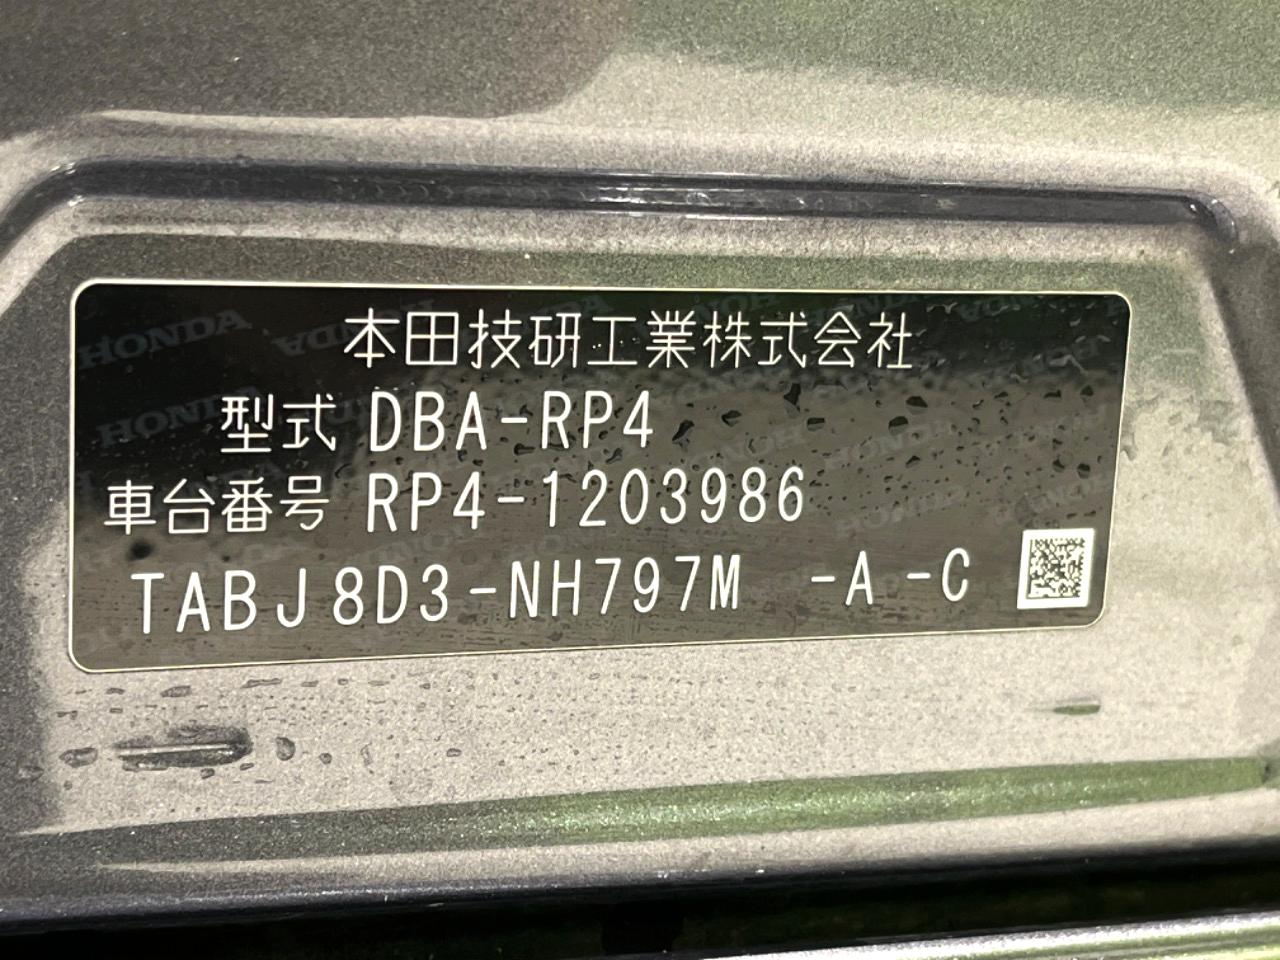 本田技研工業株式会社
型式 DBA-RP4
車台番号 RP4-1203986
TABJ8D3-NH797M -A -C